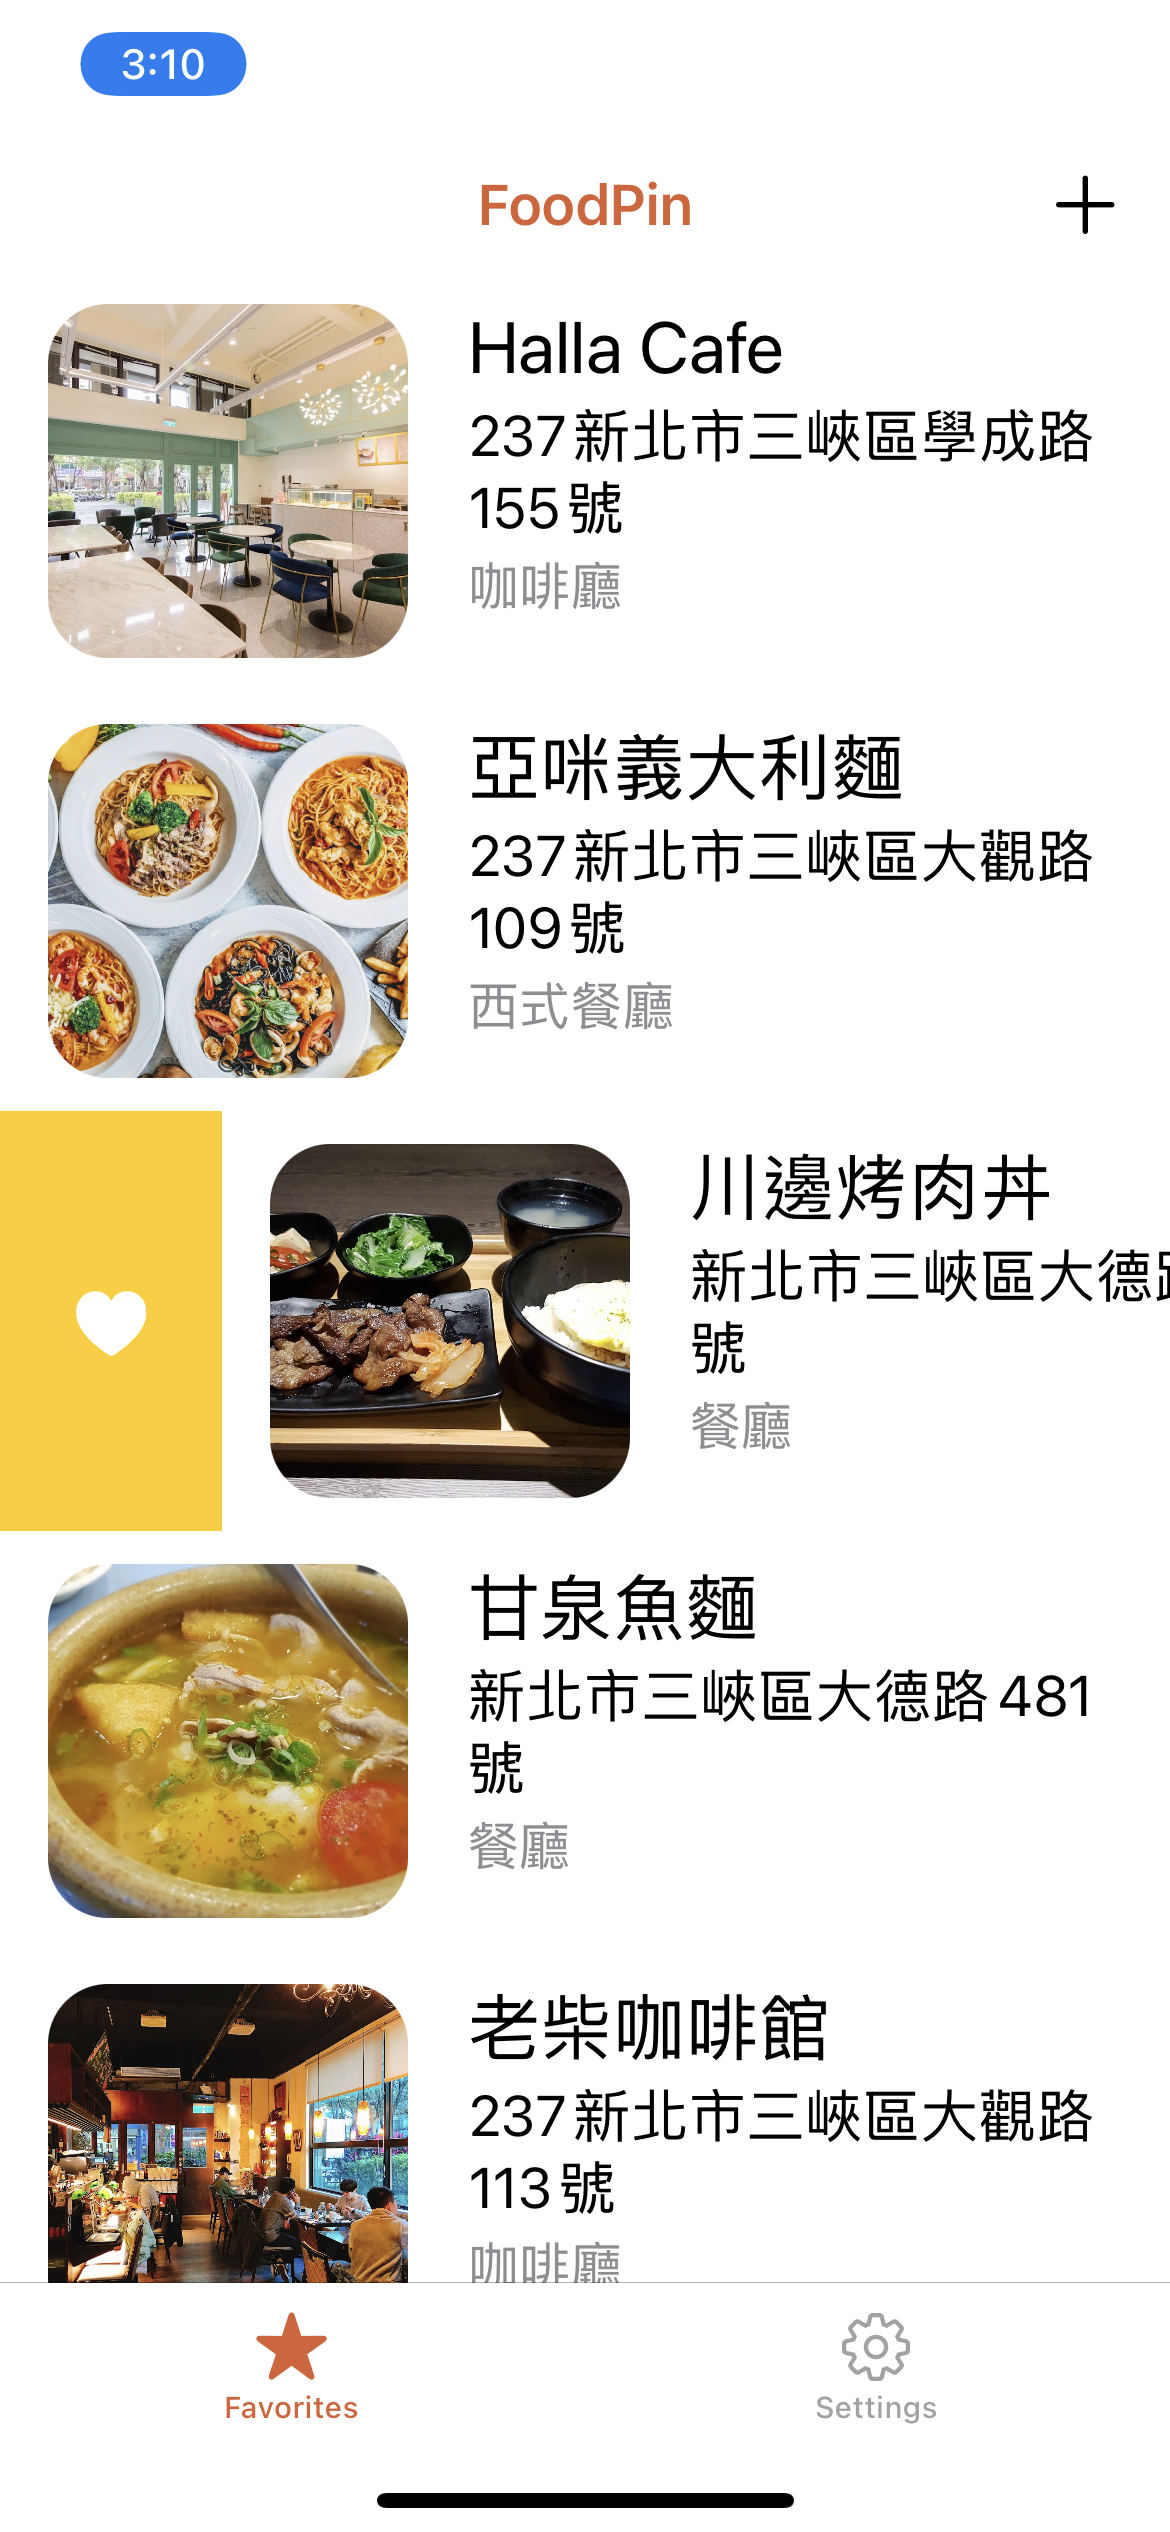 3:10
FoodPin
Halla Cafe
237新北市三峽區學成路
155號
咖啡廳
亞咪義大利麵
237新北市三峽區大觀路
109號
西式餐廳
川邊烤肉丼
新北市三峽區大德路
號
餐廳
甘泉魚麵
新北市三峽區大德路481
號
餐廳
老柴咖啡館
237新北市三峽區大觀路
113號
咖啡廳
Favorites
Settings